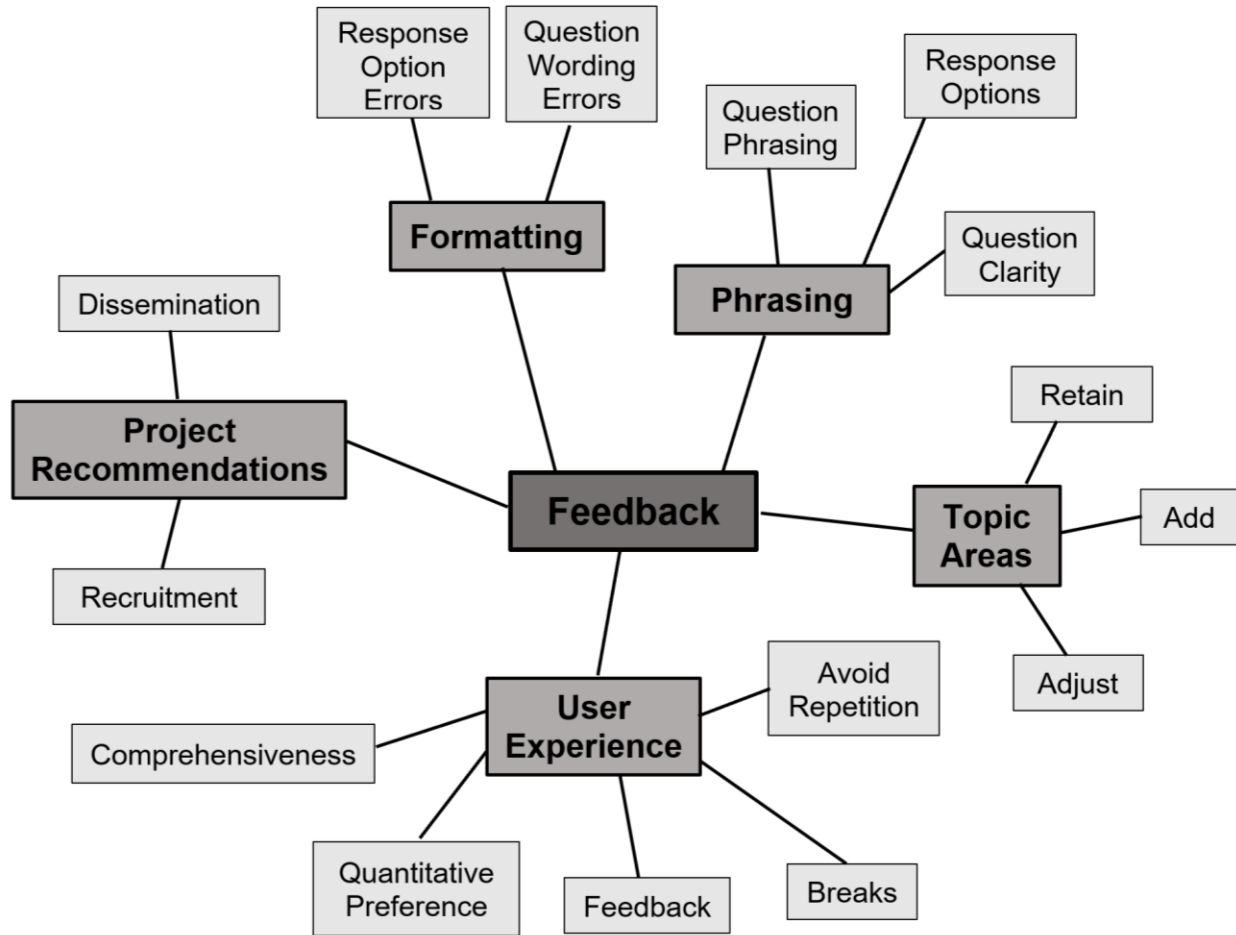 Response
Option
Errors
Question
Wording
Errors
Response
Options
Question
Phrasing
Formatting
Question
Clarity
Phrasing
Dissemination
Retain
Project
Recommendations
Feedback
Topic
Areas
Add
Recruitment
Avoid
Repetition
Adjust
User
Experience
Comprehensiveness
Quantitative
Preference
Feedback
Breaks